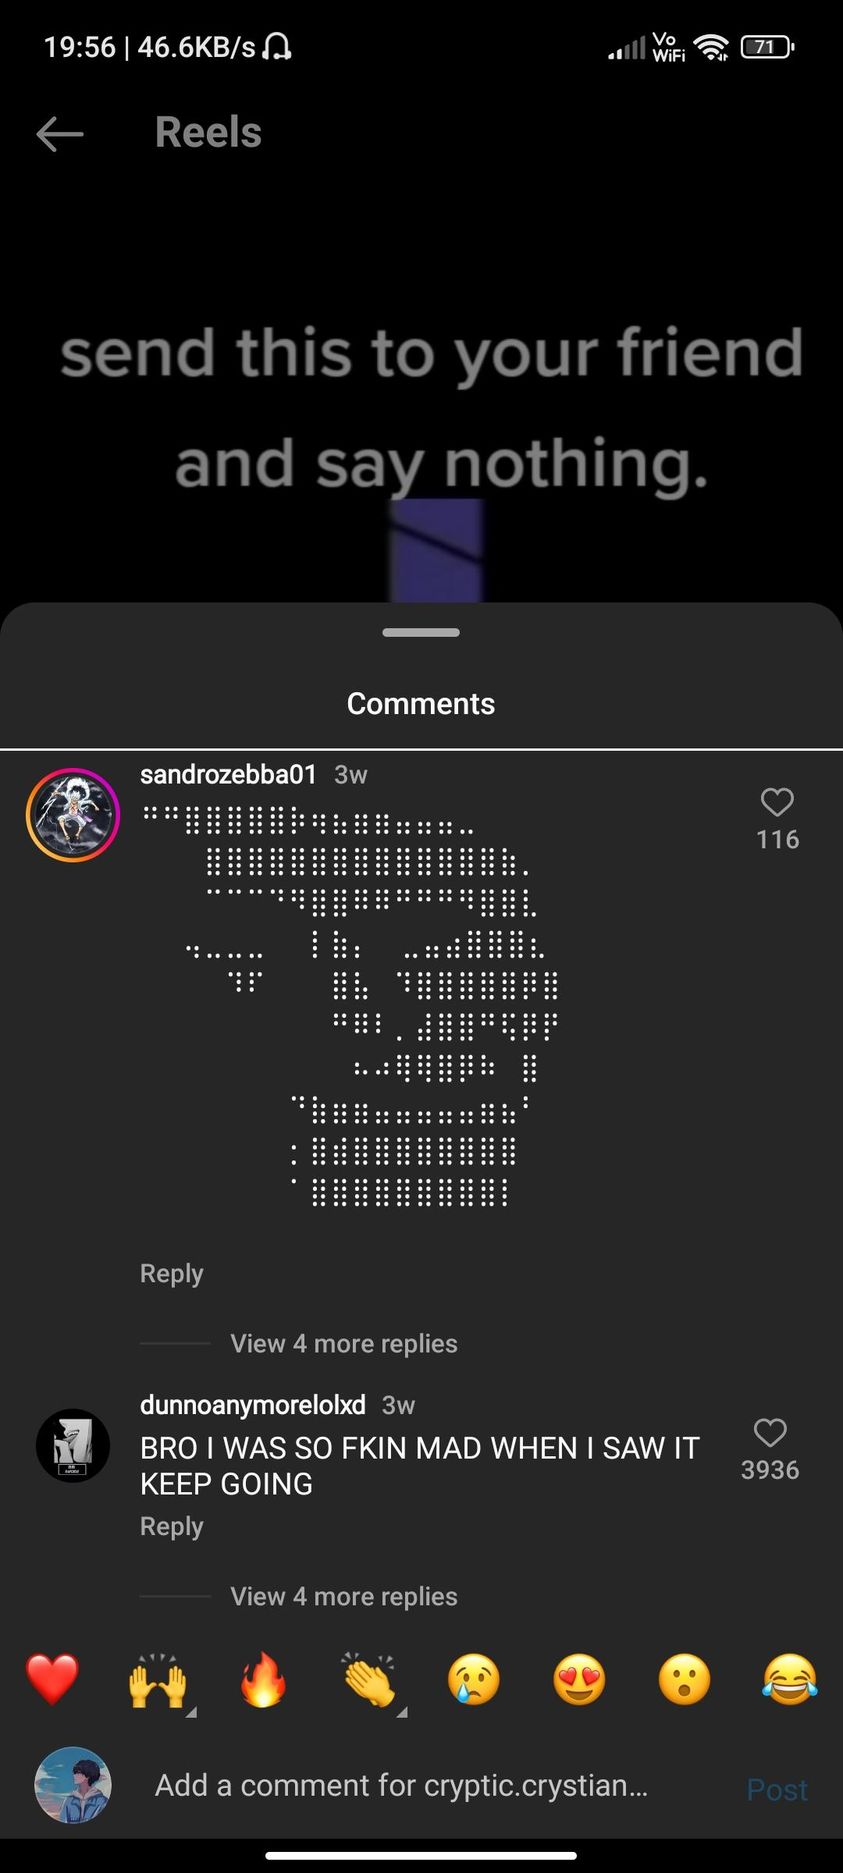 19:56 | 46.6KB/s
Vo
WiFi
71
Reels
send this to your friend
and say nothing.
Comments
sandrozebba01 3w
116
Reply
View 4 more replies
dunnoanymorelolxd 3w
BRO I WAS SO FKIN MAD WHEN I SAW IT
KEEP GOING
3936
Reply
View 4 more replies
Add a comment for cryptic.crystian...
Post